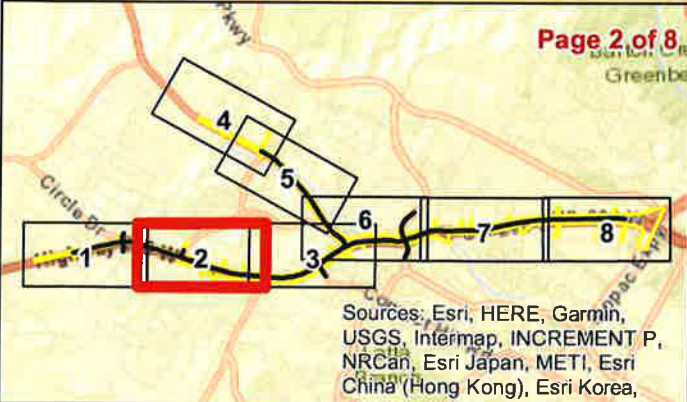 Pkwy
Page 2 of 8
Greenbe
4
5
Circle Dr
6
7
8
1
2
3
Sources: Esri, HERE, Garmin,
USGS, Intermap, INCREMENT P,
NRCan, Esri Japan, METI, Esri
China (Hong Kong), Esri Korea,